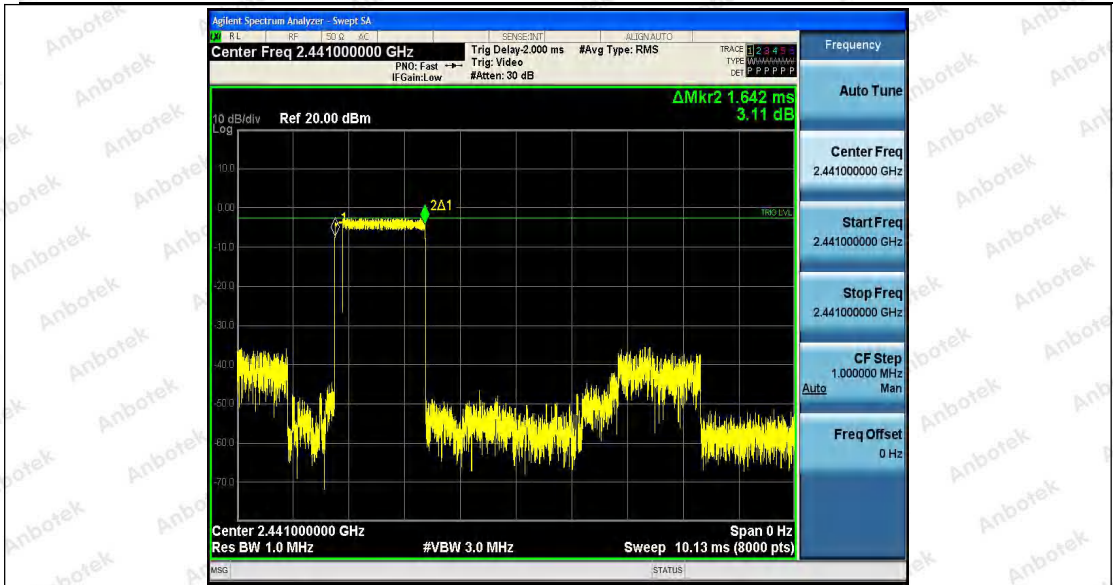 Agilent Spectrum Analyzer - Swept SA
RL RF 50 Ω AC SENSE:INT ALIGNAUTO
Center Freq 2.441000000 GHz
PNO: Fast
IFGain:Low
Trig Delay-2.000 ms
Trig: Video
#Atten: 30 dB
#Avg Type: RMS
TRACE 1 2 3 4 5 6
TYPE
DET P P P P P P
ΔMkr2 1.642 ms
3.11 dB
10 dB/div Ref 20.00 dBm
Log
10.0
0.00
-10.0
-20.0
-30.0
-40.0
-50.0
-60.0
-70.0
1
2Δ1
TRIG LVL
Center 2.441000000 GHz
Span 0 Hz
Res BW 1.0 MHz
#VBW 3.0 MHz
Sweep 10.13 ms (8000 pts)
MSG
STATUS
Frequency
Auto Tune
Center Freq
2.441000000 GHz
Start Freq
2.441000000 GHz
Stop Freq
2.441000000 GHz
CF Step
1.000000 MHz
Auto Man
Freq Offset
0 Hz
Anbotek